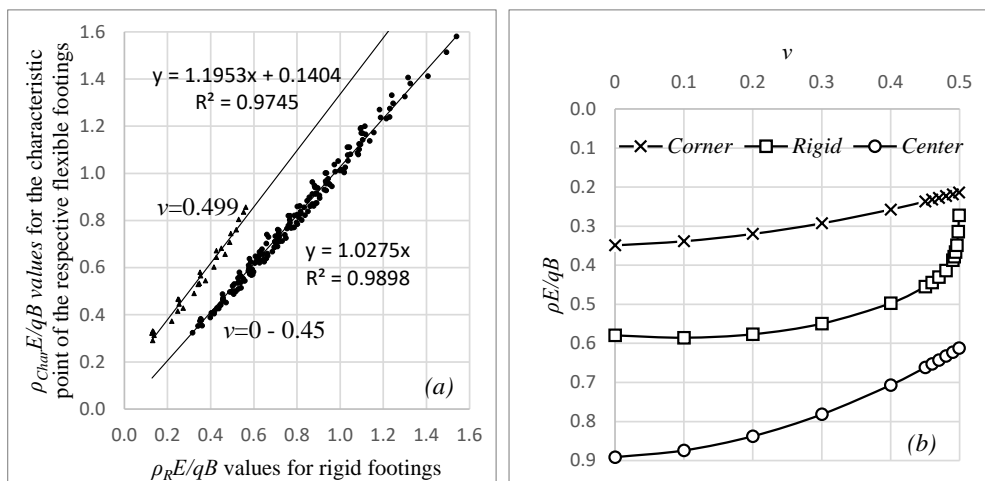 1.6
1.4
1.2
1.0
0.8
0.6
0.4
0.2
0.0
0.0 0.2 0.4 0.6 0.8 1.0 1.2 1.4 1.6
ρCharE/qB values for the characteristic
point of the respective flexible footings
ρRE/qB values for rigid footings
y = 1.1953x + 0.1404
R² = 0.9745
ν=0.499
y = 1.0275x
R² = 0.9898
ν=0 - 0.45
(a)
ν
0 0.1 0.2 0.3 0.4 0.5
0.0
0.1
0.2
0.3
0.4
0.5
0.6
0.7
0.8
0.9
ρE/qB
Corner Rigid Center
(b)